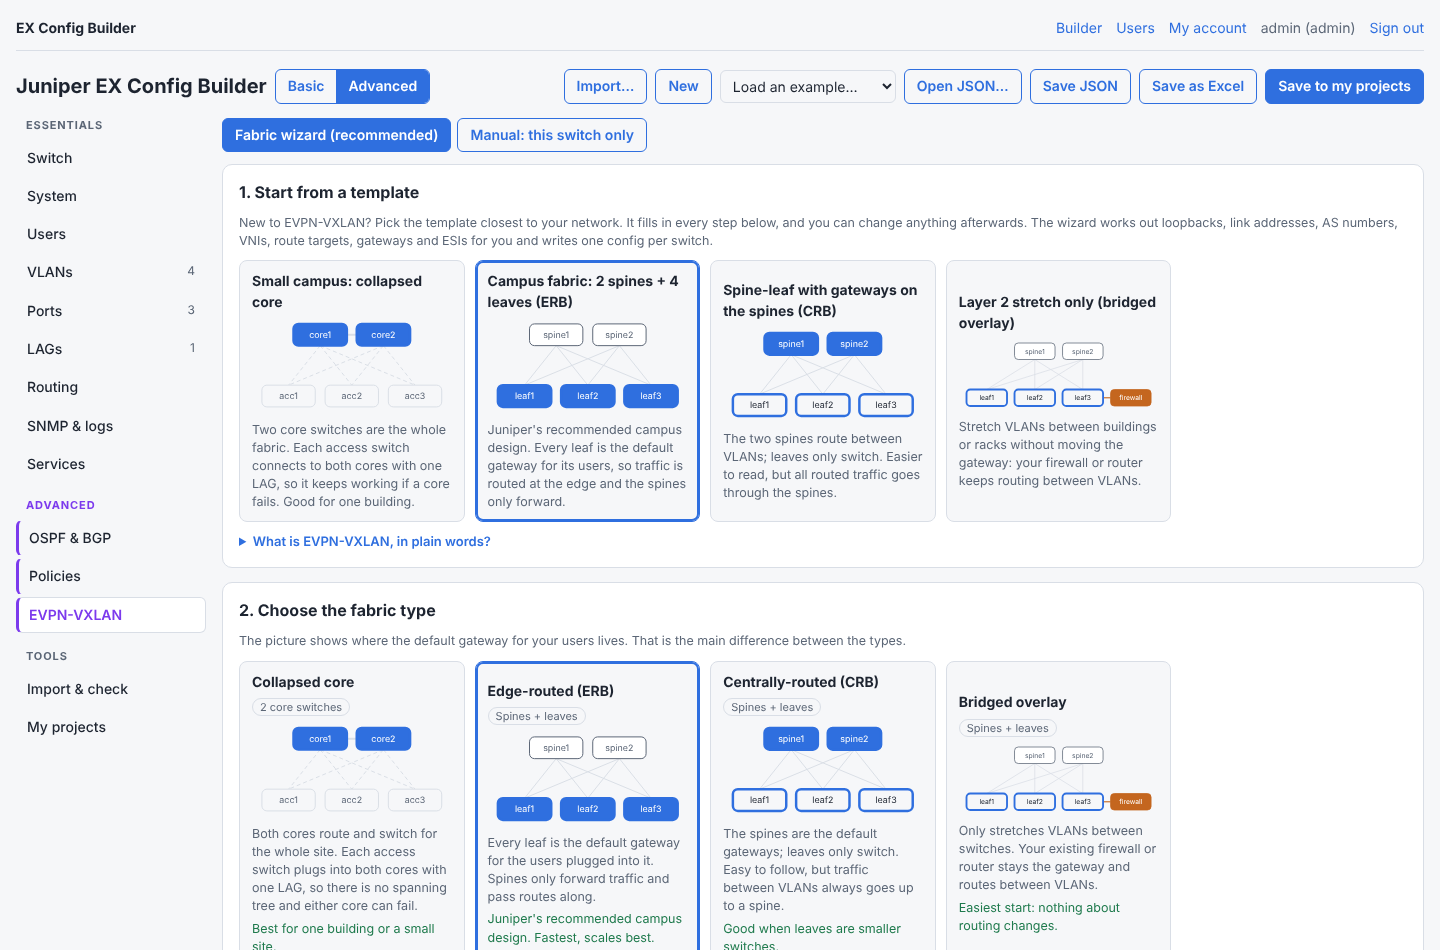 EX Config Builder
Builder Users My account admin (admin) Sign out
Juniper EX Config Builder
Basic Advanced
Import... New Load an example... Open JSON... Save JSON Save as Excel Save to my projects
ESSENTIALS
Switch
System
Users
VLANs 4
Ports 3
LAGs 1
Routing
SNMP & logs
Services
ADVANCED
OSPF & BGP
Policies
EVPN-VXLAN
TOOLS
Import & check
My projects
Fabric wizard (recommended) Manual: this switch only
1. Start from a template
New to EVPN-VXLAN? Pick the template closest to your network. It fills in every step below, and you can change anything afterwards. The wizard works out loopbacks, link addresses, AS numbers,
VNIs, route targets, gateways and ESIs for you and writes one config per switch.
Small campus: collapsed
core
core1 core2
acc1 acc2 acc3
Two core switches are the whole
fabric. Each access switch
connects to both cores with one
LAG, so it keeps working if a core
fails. Good for one building.
Campus fabric: 2 spines + 4
leaves (ERB)
spine1 spine2
leaf1 leaf2 leaf3
Juniper's recommended campus
design. Every leaf is the default
gateway for its users, so traffic is
routed at the edge and the spines
only forward.
Spine-leaf with gateways on
the spines (CRB)
spine1 spine2
leaf1 leaf2 leaf3
The two spines route between
VLANs; leaves only switch. Easier
to read, but all routed traffic goes
through the spines.
Layer 2 stretch only (bridged
overlay)
spine1 spine2
leaf1 leaf2 leaf3 firewall
Stretch VLANs between buildings
or racks without moving the
gateway: your firewall or router
keeps routing between VLANs.
What is EVPN-VXLAN, in plain words?
2. Choose the fabric type
The picture shows where the default gateway for your users lives. That is the main difference between the types.
Collapsed core
2 core switches
core1 core2
acc1 acc2 acc3
Both cores route and switch for
the whole site. Each access
switch plugs into both cores with
one LAG, so there is no spanning
tree and either core can fail.
Best for one building or a small
site.
Edge-routed (ERB)
Spines + leaves
spine1 spine2
leaf1 leaf2 leaf3
Every leaf is the default gateway
for the users plugged into it.
Spines only forward traffic and
pass routes along.
Juniper's recommended campus
design. Fastest, scales best.
Centrally-routed (CRB)
Spines + leaves
spine1 spine2
leaf1 leaf2 leaf3
The spines are the default
gateways; leaves only switch.
Easy to follow, but traffic
between VLANs always goes up
to a spine.
Good when leaves are smaller
switches.
Bridged overlay
Spines + leaves
spine1 spine2
leaf1 leaf2 leaf3 firewall
Only stretches VLANs between
switches. Your existing firewall or
router stays the gateway and
routes between VLANs.
Easiest start: nothing about
routing changes.